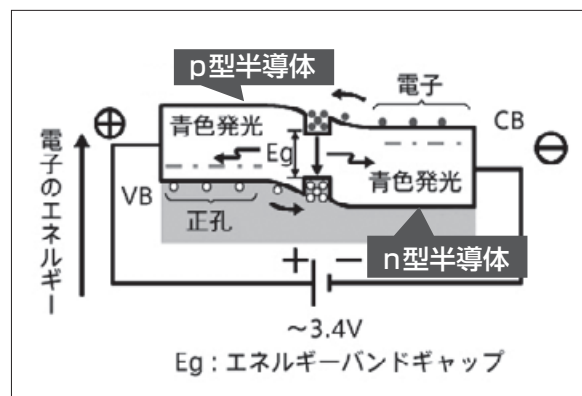 p型半導体
電子
CB
⊕
青色発光
Eg
青色発光
⊖
電子のエネルギー
VB
正孔
n型半導体
+ −
～3.4V
Eg：エネルギーバンドギャップ